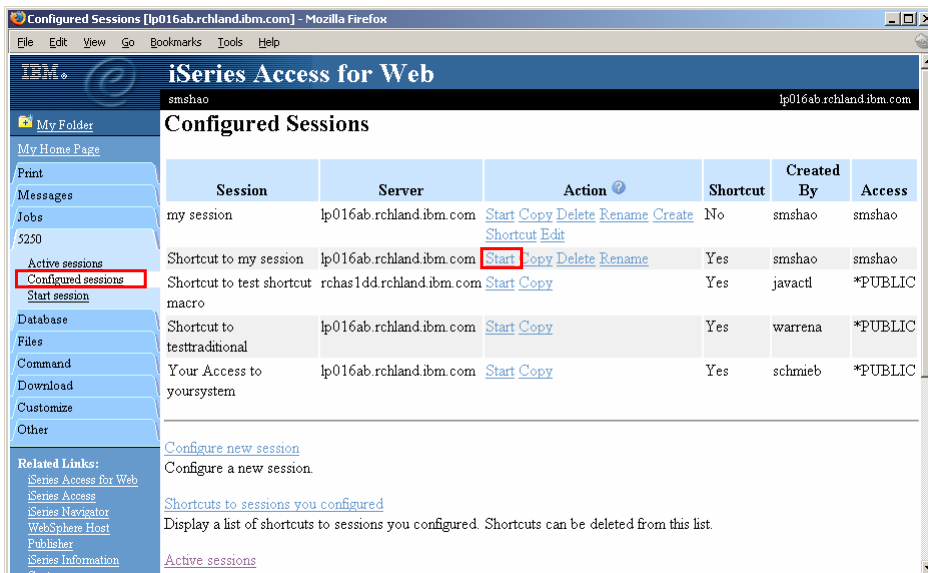 Configured Sessions [lp016ab.rchland.ibm.com] - Mozilla Firefox
File Edit View Go Bookmarks Tools Help
IBM®
iSeries Access for Web
smshao lp016ab.rchland.ibm.com
My Folder
My Home Page
Print
Messages
Jobs
5250
Active sessions
Configured sessions
Start session
Database
Files
Command
Download
Customize
Other
Related Links:
iSeries Access for Web
iSeries Access
iSeries Navigator
WebSphere Host
Publisher
iSeries Information
Configured Sessions
Session Server Action ? Shortcut Created By Access
my session lp016ab.rchland.ibm.com Start Copy Delete Rename Create Shortcut Edit No smshao smshao
Shortcut to my session lp016ab.rchland.ibm.com Start Copy Delete Rename Yes smshao smshao
Shortcut to test shortcut macro rchas1dd.rchland.ibm.com Start Copy Yes javactl *PUBLIC
Shortcut to testtraditional lp016ab.rchland.ibm.com Start Copy Yes warrena *PUBLIC
Your Access to yoursystem lp016ab.rchland.ibm.com Start Copy Yes schmieb *PUBLIC
Configure new session
Configure a new session.
Shortcuts to sessions you configured
Display a list of shortcuts to sessions you configured. Shortcuts can be deleted from this list.
Active sessions